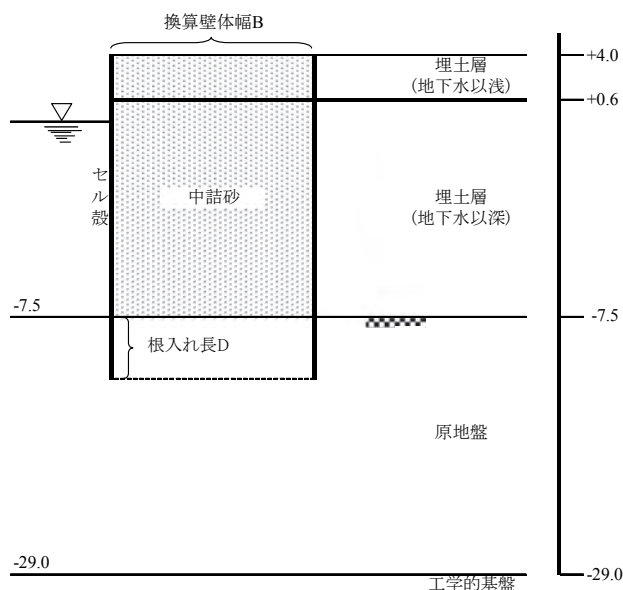 換算壁体幅B
埋土層
(地下水以浅)
+4.0
+0.6
セル殻
中詰砂
埋土層
(地下水以深)
-7.5
-7.5
根入れ長D
原地盤
-29.0
-29.0
工学的基盤